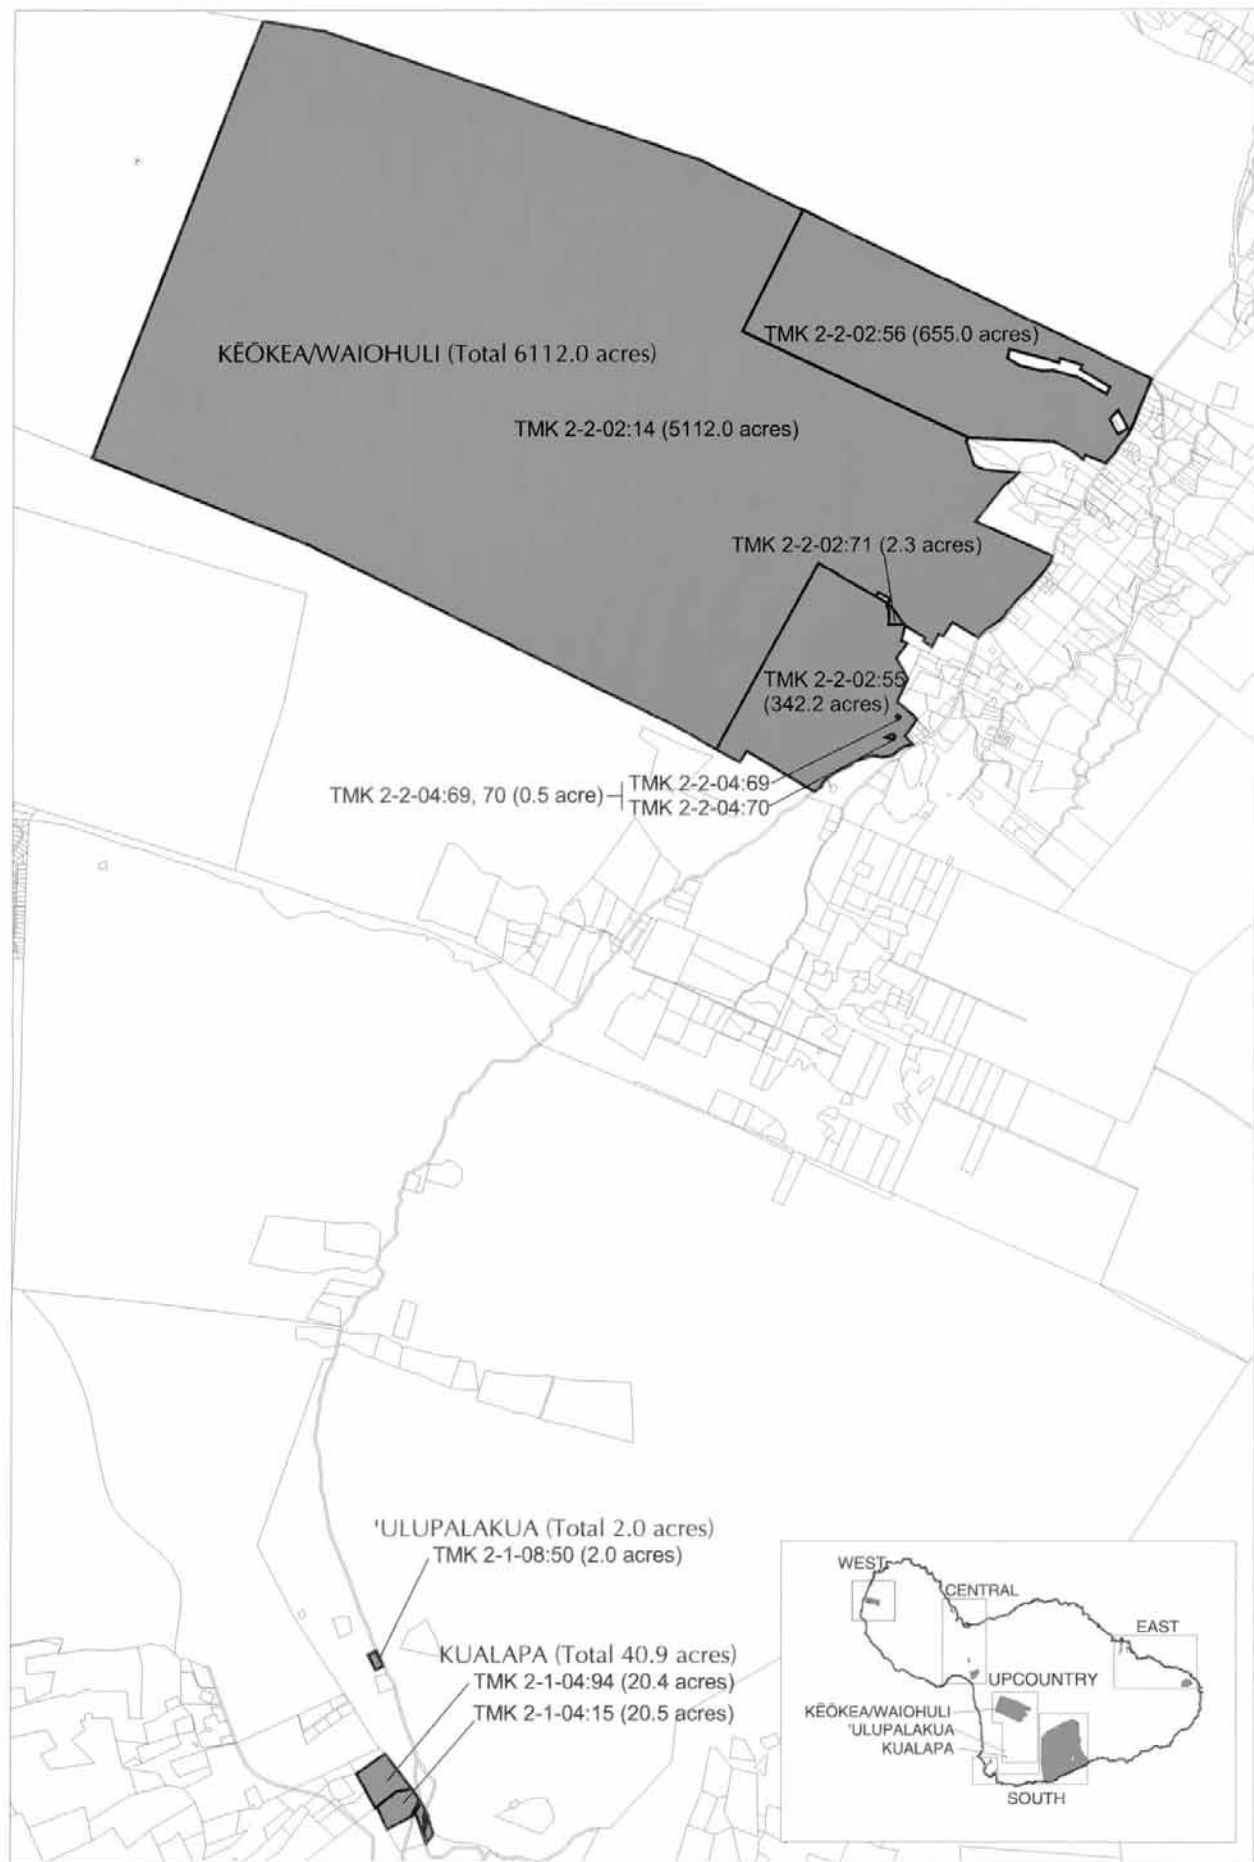 KĒŌKEA/WAIOHULI (Total 6112.0 acres)
TMK 2-2-02:56 (655.0 acres)
TMK 2-2-02:14 (5112.0 acres)
TMK 2-2-02:71 (2.3 acres)
TMK 2-2-02:55
(342.2 acres)
TMK 2-2-04:69, 70 (0.5 acre)
TMK 2-2-04:69
TMK 2-2-04:70
'ULUPALAKUA (Total 2.0 acres)
TMK 2-1-08:50 (2.0 acres)
KUALAPA (Total 40.9 acres)
TMK 2-1-04:94 (20.4 acres)
TMK 2-1-04:15 (20.5 acres)
WEST
CENTRAL
EAST
UPCOUNTRY
KĒŌKEA/WAIOHULI
'ULUPALAKUA
KUALAPA
SOUTH